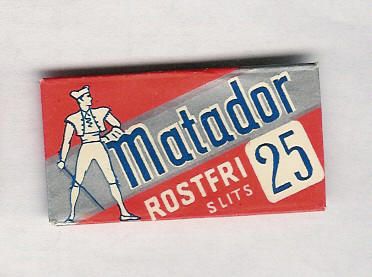 Matador
ROSTFRI
SLITS
25